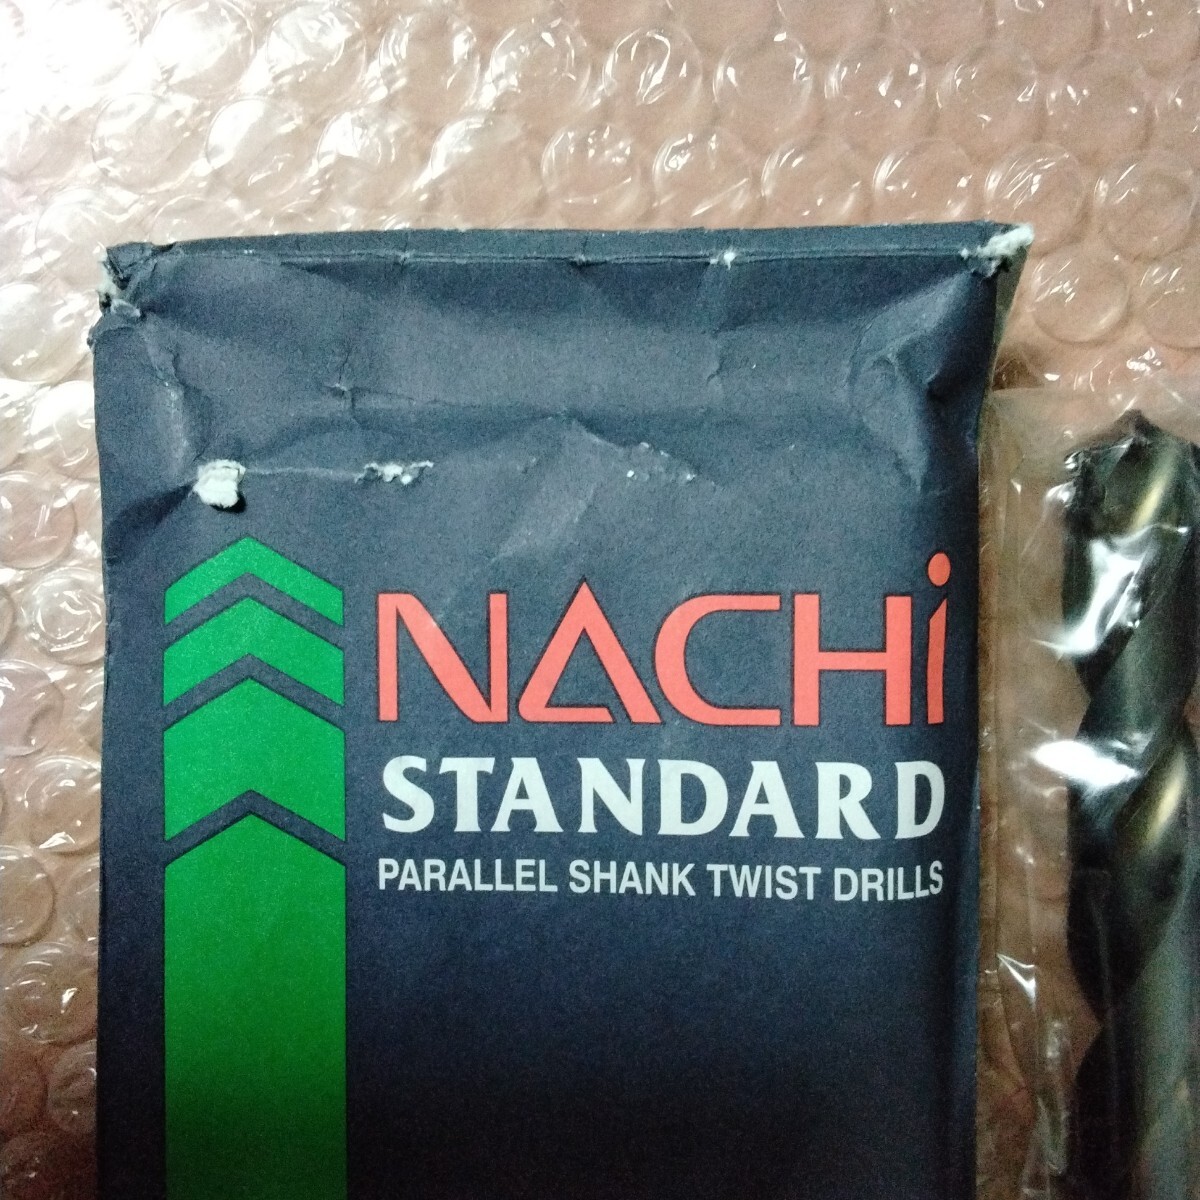 NACHi
STANDARD
PARALLEL SHANK TWIST DRILLS